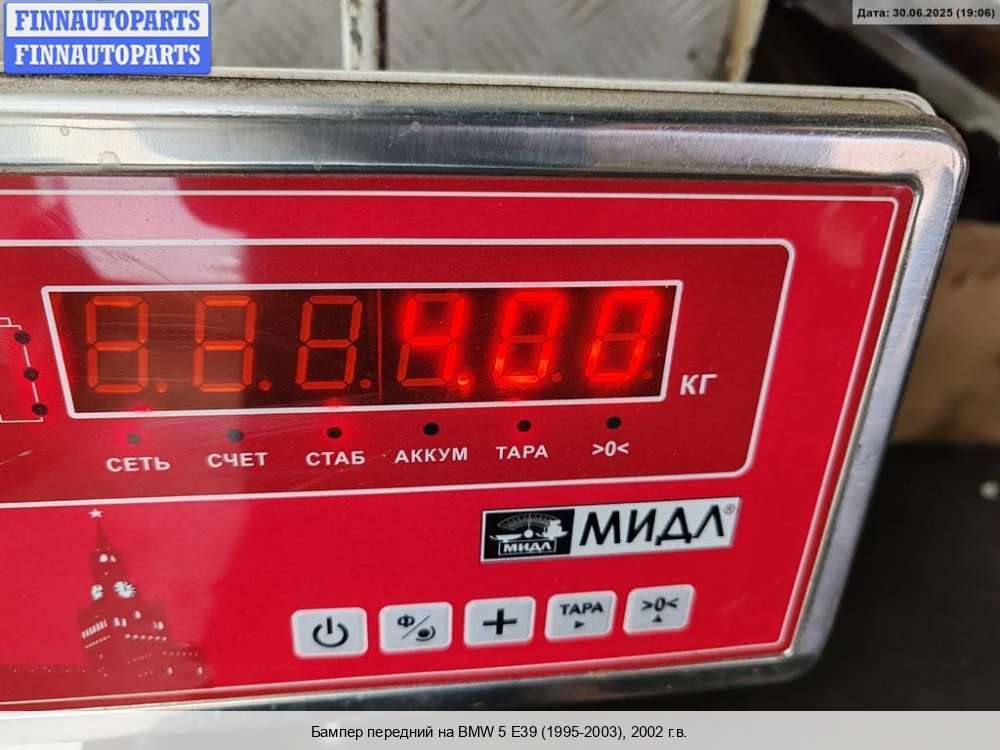 FINNAUTOPARTS
FINNAUTOPARTS
Дата: 30.06.2025 (19:06)
4.00
КГ
СЕТЬ СЧЕТ СТАБ АККУМ ТАРА >0<
МИДЛ МИДЛ®
Ф/ + ТАРА >0<
Бампер передний на BMW 5 E39 (1995-2003), 2002 г.в.